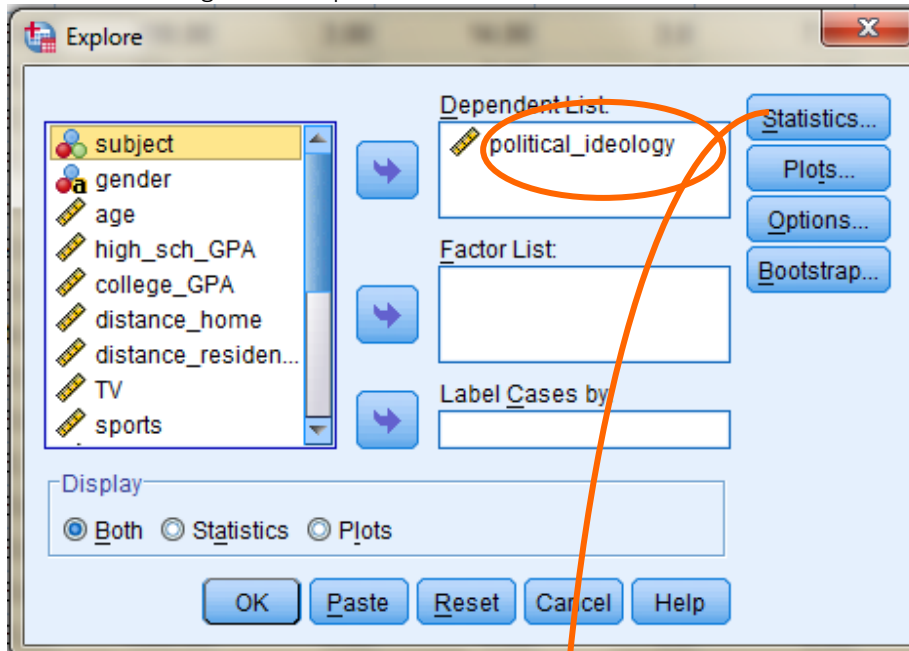 Explore
Dependent List:
Statistics...
subject
political_ideology
gender
Plots...
age
Options...
high_sch_GPA
Factor List:
Bootstrap...
college_GPA
distance_home
distance_residen...
TV
Label Cases by
sports
Display
Both Statistics Plots
OK Paste Reset Cancel Help